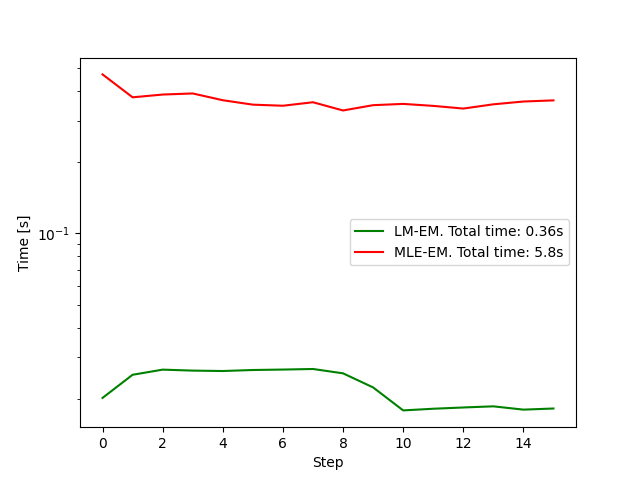 Time [s]
10⁻¹
LM-EM. Total time: 0.36s
MLE-EM. Total time: 5.8s
0 2 4 6 8 10 12 14
Step